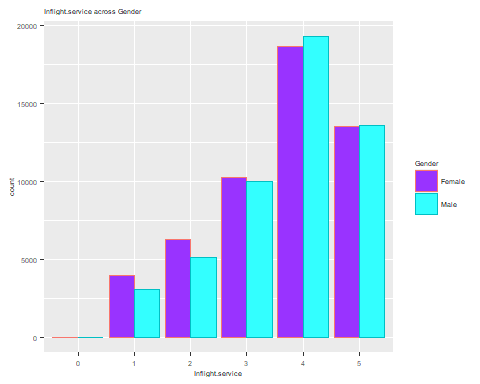 Inflight.service across Gender
20000
15000
10000
5000
0
count
0 1 2 3 4 5
Inflight.service
Gender
Female
Male